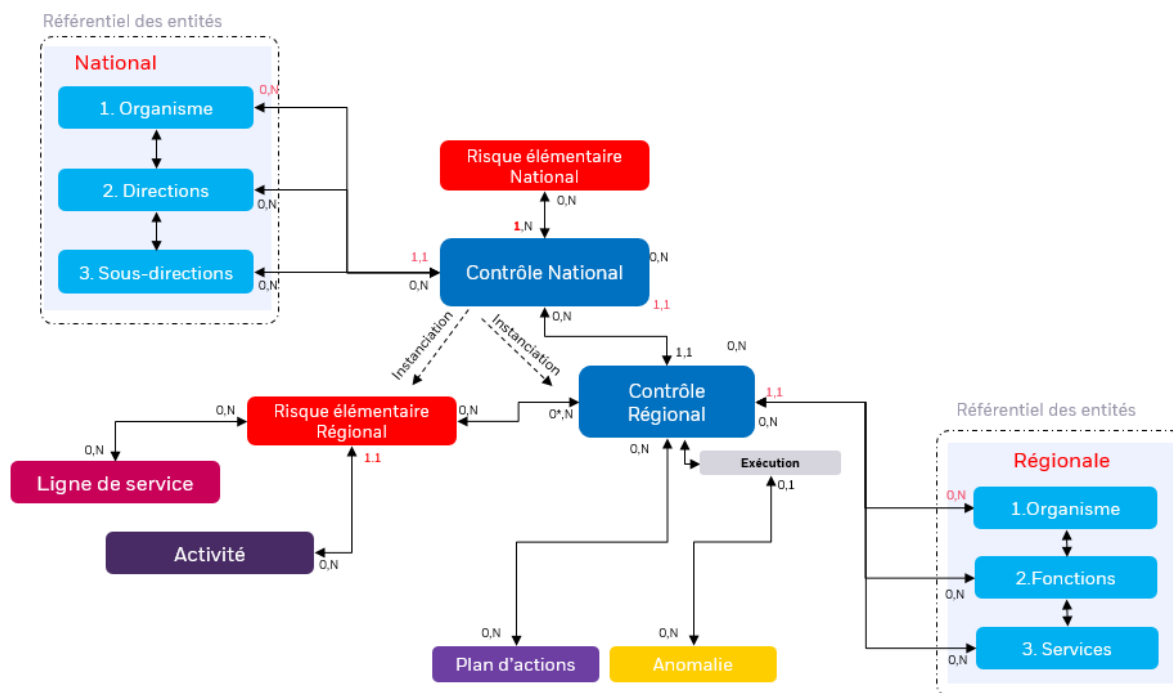 Référentiel des entités
National
0,N
1. Organisme
2. Directions
0,N
3. Sous-directions
0,N
Risque élémentaire
National
0,N
1,N
1,1
0,N
Contrôle National
0,N
1,1
0,N
Instanciation
Instanciation
1,1
0,N
Contrôle
Régional
0*,N
1,1
0,N
0,N
0,N
Risque élémentaire
Régional
0,N
1.1
0,N
Ligne de service
Activité
0,N
Exécution
0,1
0,N
Plan d'actions
0,N
Anomalie
Référentiel des entités
Régionale
0,N
1.Organisme
2.Fonctions
0,N
3. Services
0,N